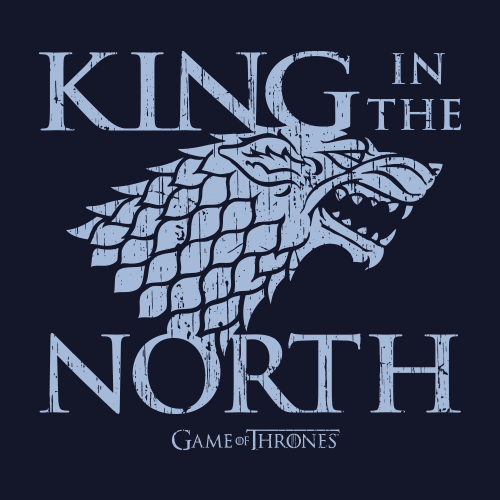 KING IN
THE
NORTH
GAME OF THRONES